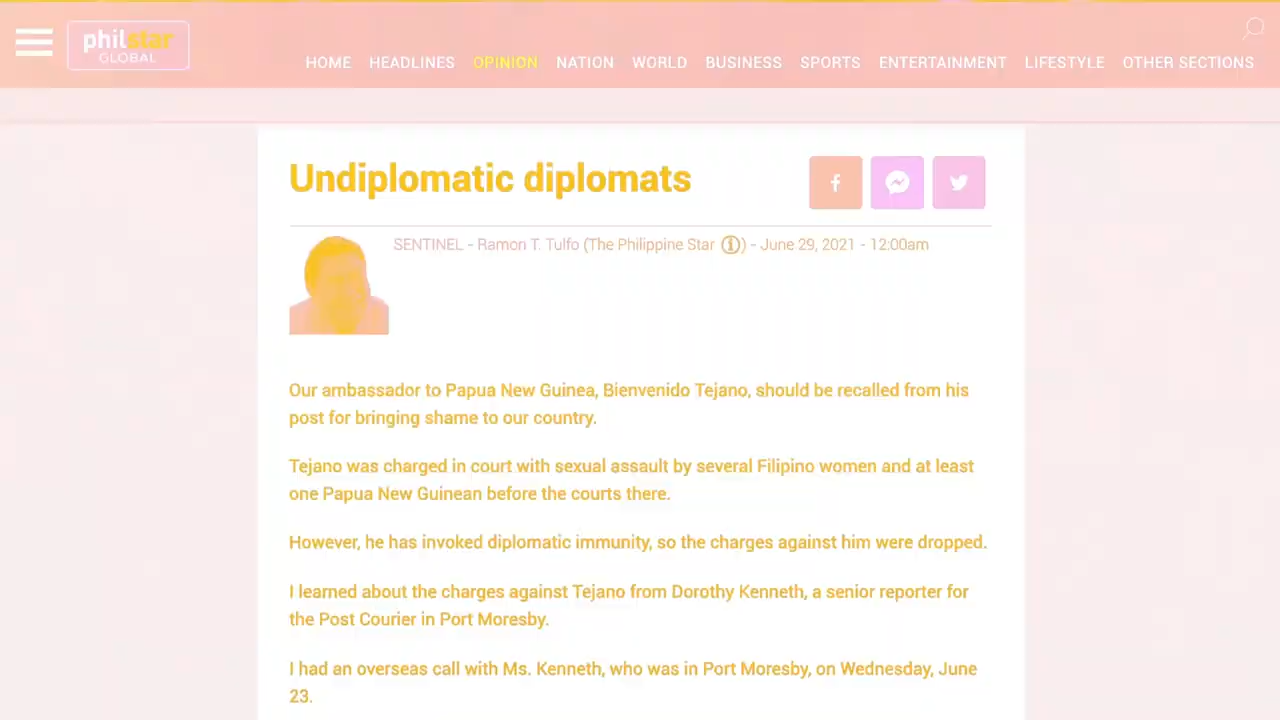 philstar
GLOBAL
HOME HEADLINES OPINION NATION WORLD BUSINESS SPORTS ENTERTAINMENT LIFESTYLE OTHER SECTIONS
Undiplomatic diplomats
SENTINEL - Ramon T. Tulfo (The Philippine Star ) - June 29, 2021 - 12:00am
Our ambassador to Papua New Guinea, Bienvenido Tejano, should be recalled from his
post for bringing shame to our country.
Tejano was charged in court with sexual assault by several Filipino women and at least
one Papua New Guinean before the courts there.
However, he has invoked diplomatic immunity, so the charges against him were dropped.
I learned about the charges against Tejano from Dorothy Kenneth, a senior reporter for
the Post Courier in Port Moresby.
I had an overseas call with Ms. Kenneth, who was in Port Moresby, on Wednesday, June
23.